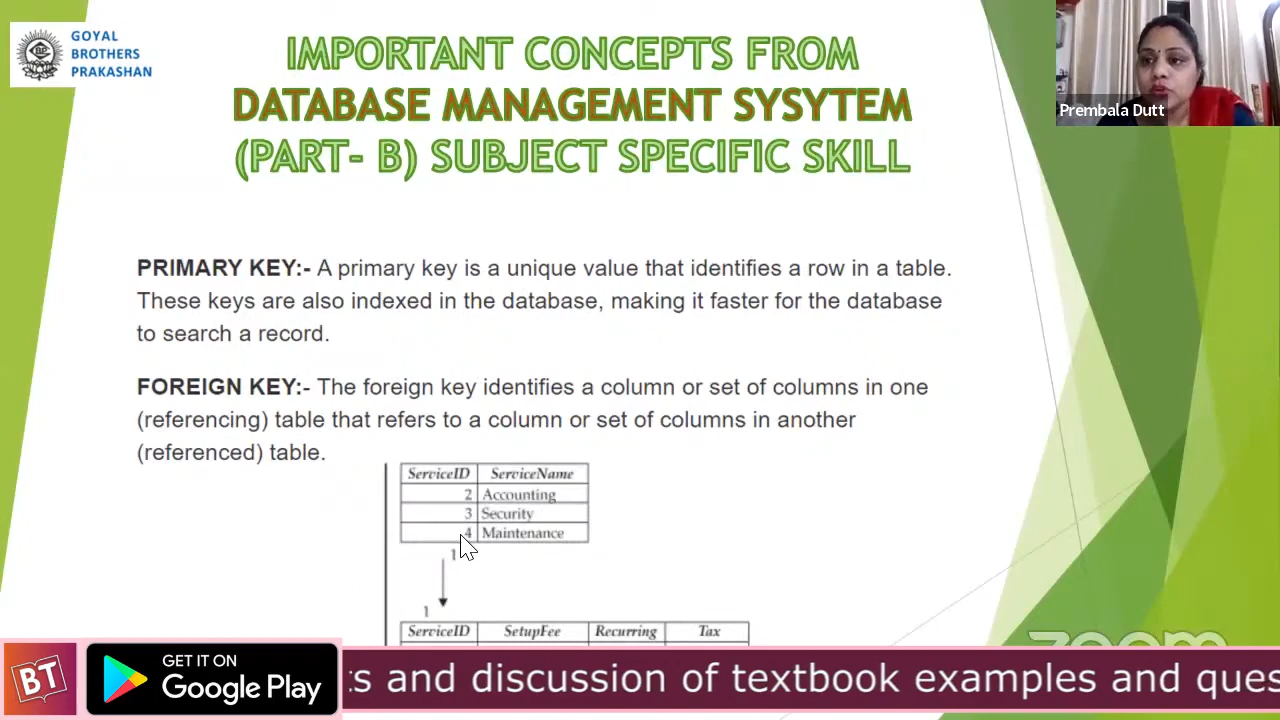 GOYAL
BROTHERS
PRAKASHAN
IMPORTANT CONCEPTS FROM
DATABASE MANAGEMENT SYSYTEM
(PART- B) SUBJECT SPECIFIC SKILL
Prembala Dutt
PRIMARY KEY:- A primary key is a unique value that identifies a row in a table.
These keys are also indexed in the database, making it faster for the database
to search a record.
FOREIGN KEY:- The foreign key identifies a column or set of columns in one
(referencing) table that refers to a column or set of columns in another
(referenced) table.
ServiceID ServiceName
2 Accounting
3 Security
4 Maintenance
1
1
ServiceID SetupFee Recurring Tax
zoom
BT
GET IT ON
Google Play
ts and discussion of textbook examples and ques